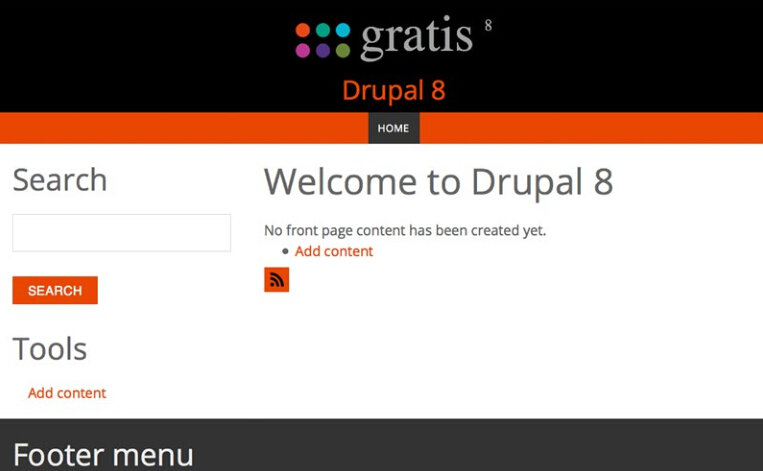 gratis 8
Drupal 8
HOME
Search
SEARCH
Tools
Add content
Welcome to Drupal 8
No front page content has been created yet.
Add content
Footer menu